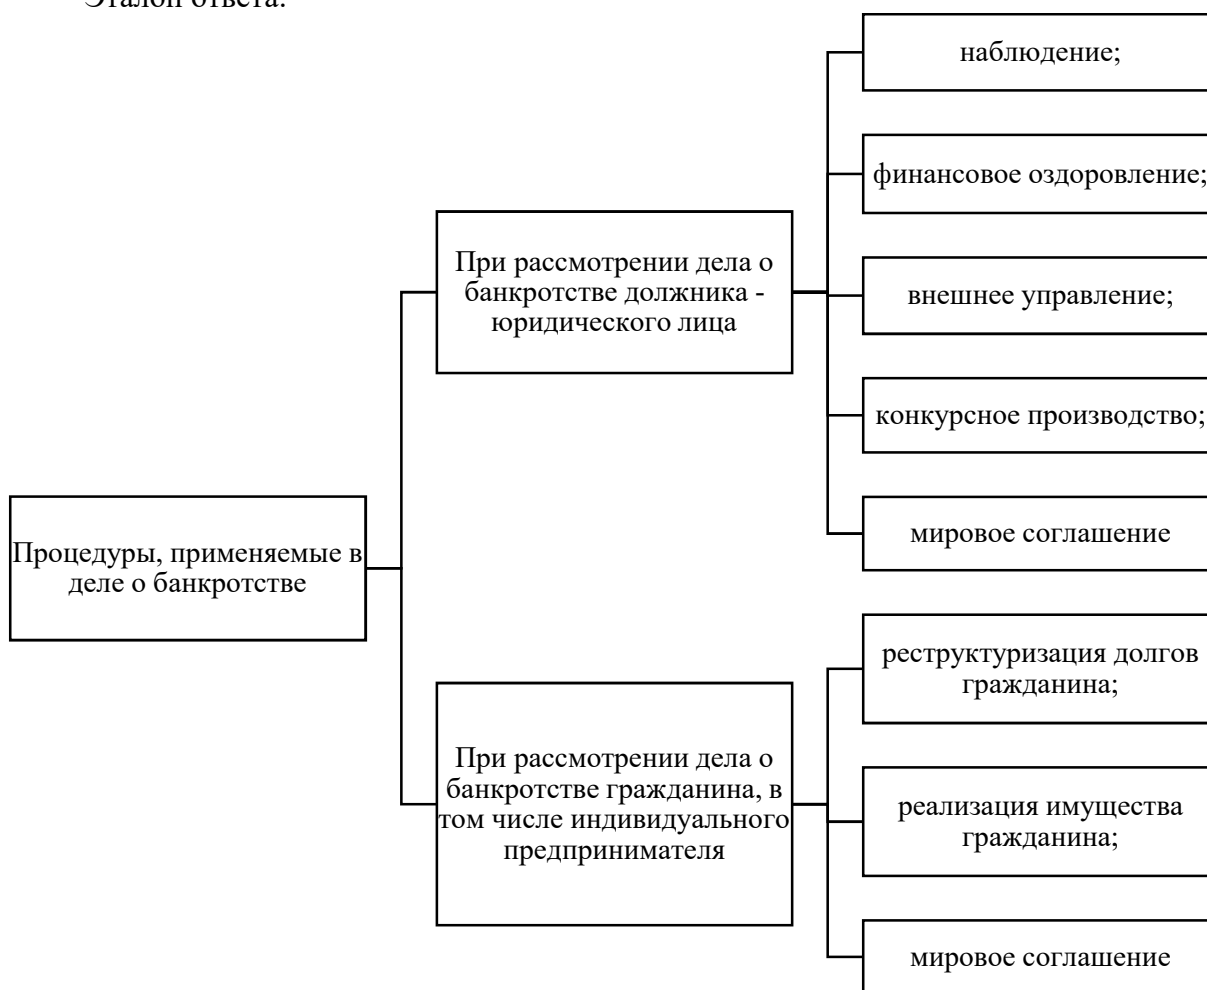 Эталон ответа.
наблюдение;
финансовое оздоровление;
При рассмотрении дела о
банкротстве должника -
юридического лица
внешнее управление;
конкурсное производство;
мировое соглашение
Процедуры, применяемые в
деле о банкротстве
реструктуризация долгов
гражданина;
При рассмотрении дела о
банкротстве гражданина, в
том числе индивидуального
предпринимателя
реализация имущества
гражданина;
мировое соглашение